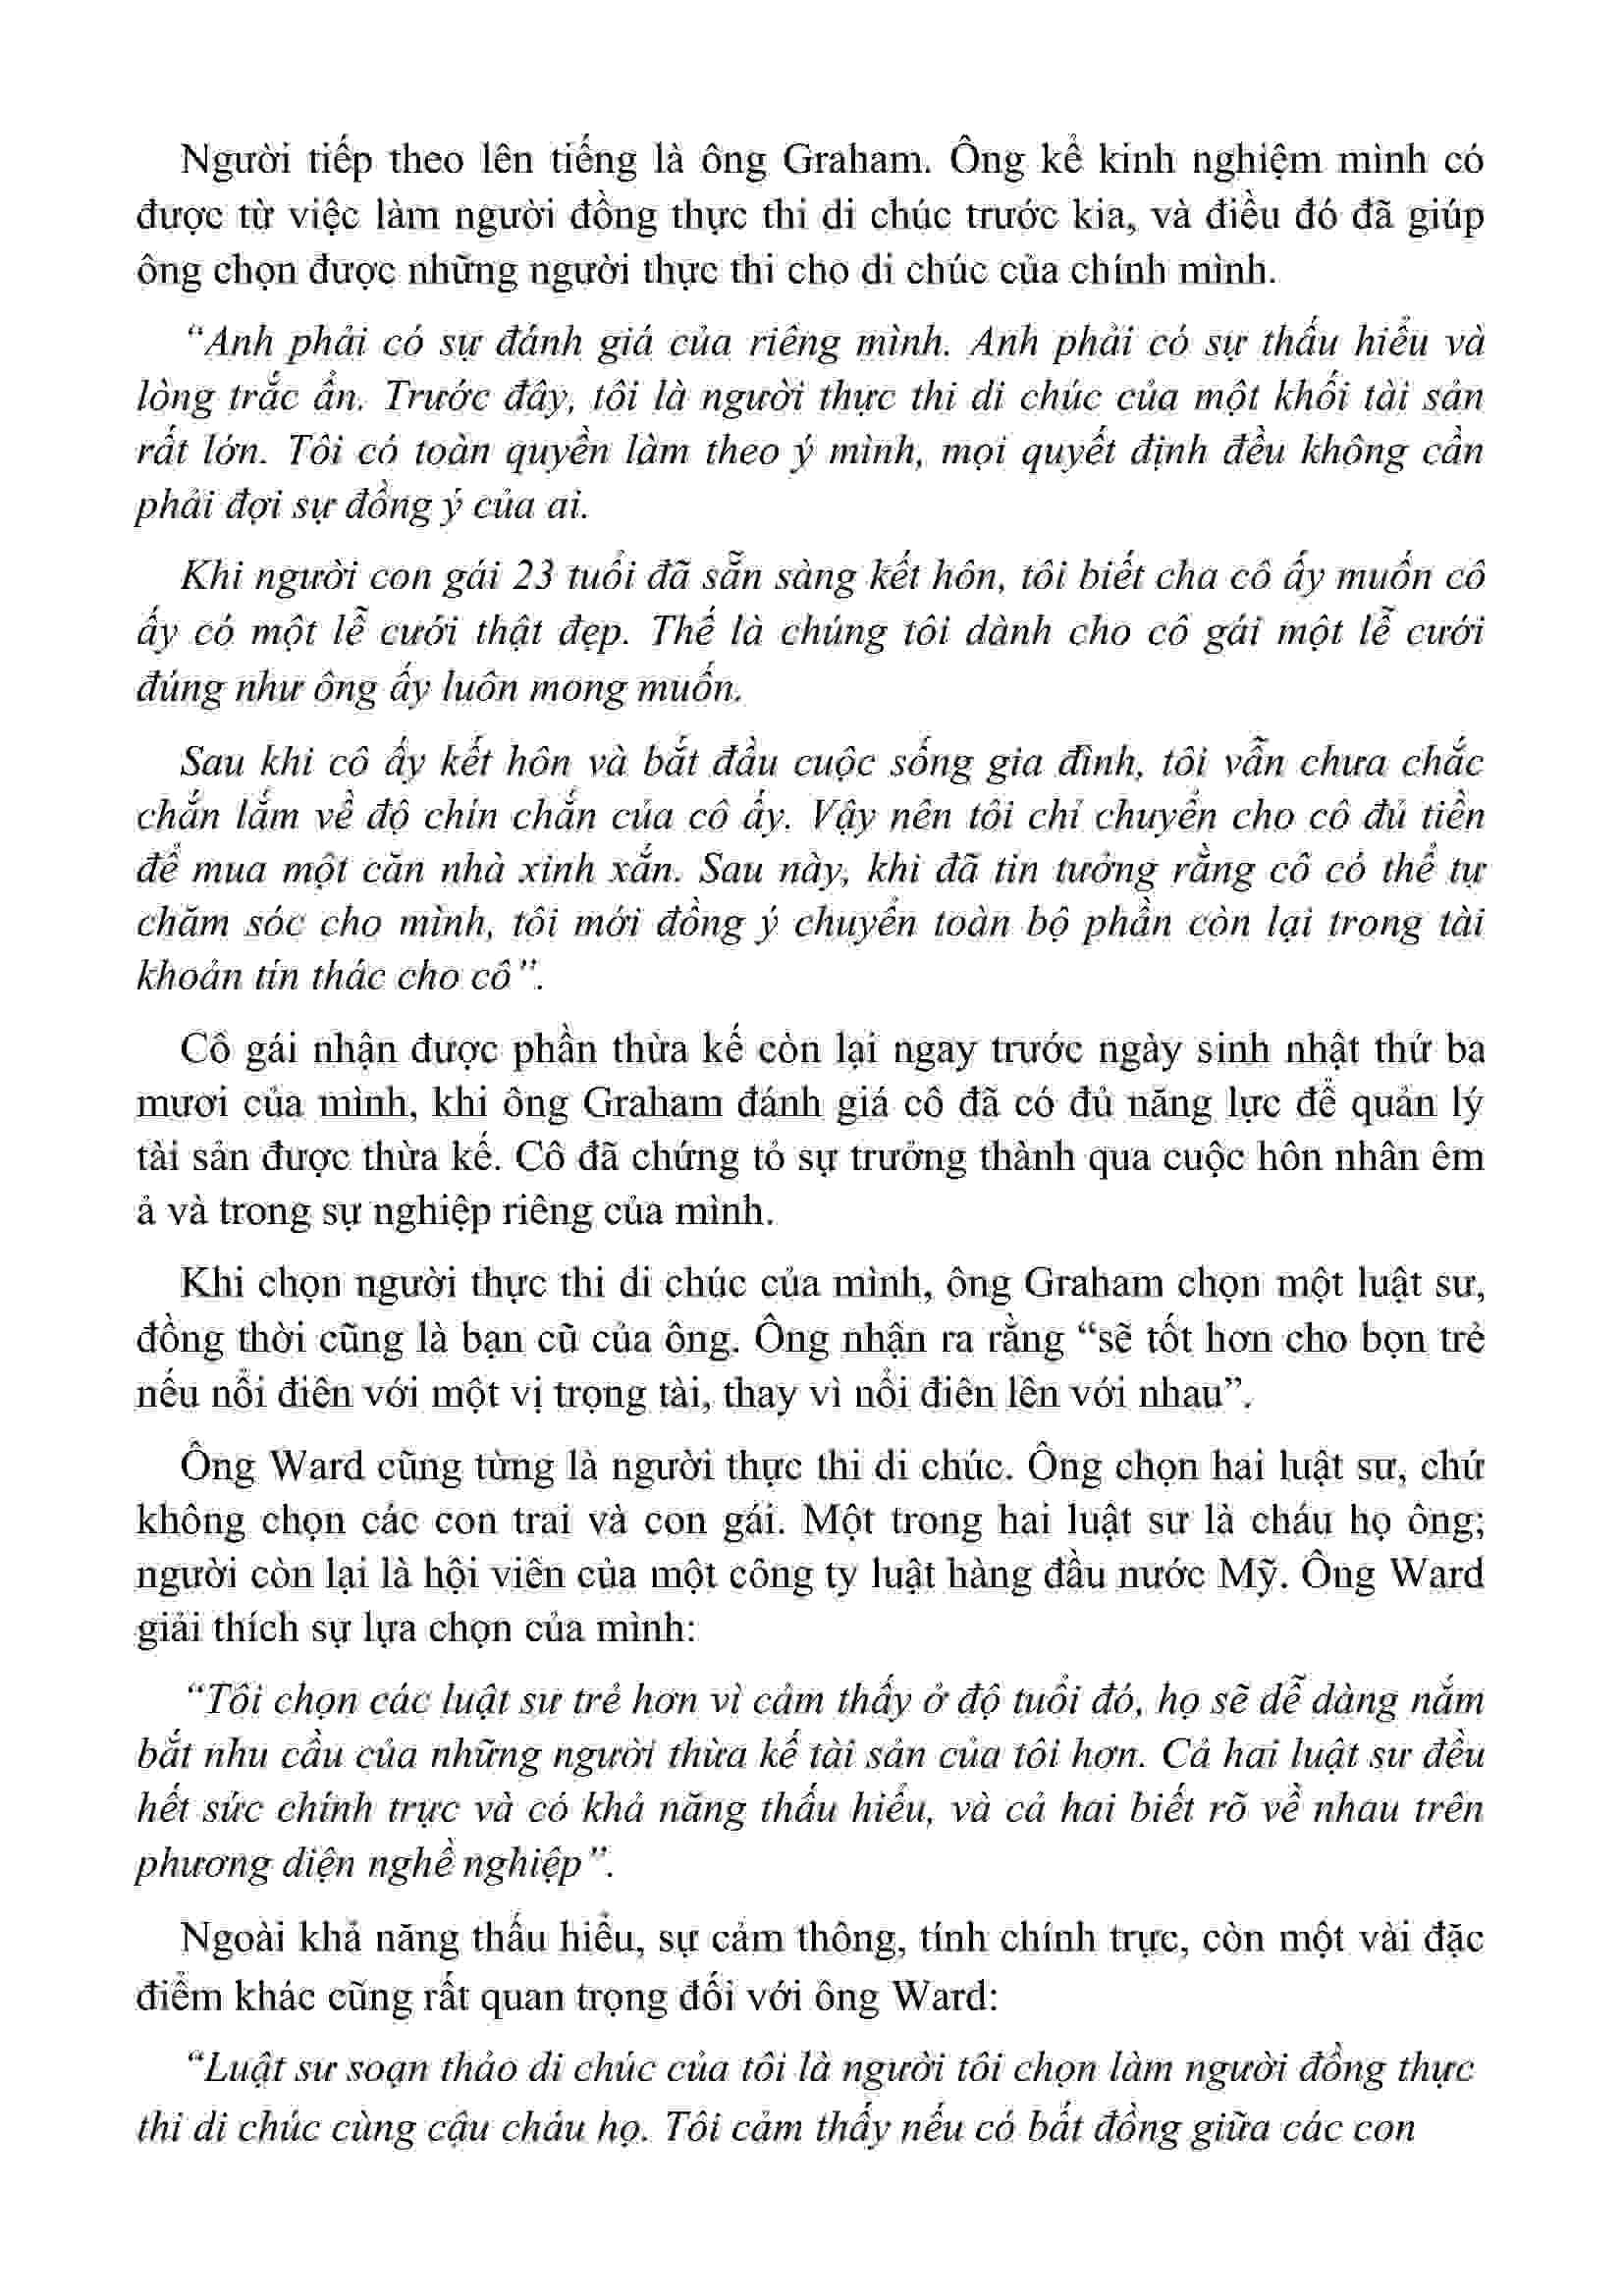 Người tiếp theo lên tiếng là ông Graham. Ông kể kinh nghiệm mình có
được từ việc làm người đồng thực thi di chúc trước kia, và điều đó đã giúp
ông chọn được những người thực thi cho di chúc của chính mình.
“Anh phải có sự đánh giá của riêng mình. Anh phải có sự thấu hiểu và
lòng trắc ẩn. Trước đây, tôi là người thực thi di chúc của một khối tài sản
rất lớn. Tôi có toàn quyền làm theo ý mình, mọi quyết định đều không cần
phải đợi sự đồng ý của ai.
Khi người con gái 23 tuổi đã sẵn sàng kết hôn, tôi biết cha cô ấy muốn cô
ấy có một lễ cưới thật đẹp. Thế là chúng tôi dành cho cô gái một lễ cưới
đúng như ông ấy luôn mong muốn.
Sau khi cô ấy kết hôn và bắt đầu cuộc sống gia đình, tôi vẫn chưa chắc
chắn lắm về độ chín chắn của cô ấy. Vậy nên tôi chỉ chuyển cho cô đủ tiền
để mua một căn nhà xinh xắn. Sau này, khi đã tin tưởng rằng cô có thể tự
chăm sóc cho mình, tôi mới đồng ý chuyển toàn bộ phần còn lại trong tài
khoản tín thác cho cô”.
Cô gái nhận được phần thừa kế còn lại ngay trước ngày sinh nhật thứ ba
mươi của mình, khi ông Graham đánh giá cô đã có đủ năng lực để quản lý
tài sản được thừa kế. Cô đã chứng tỏ sự trưởng thành qua cuộc hôn nhân êm
ả và trong sự nghiệp riêng của mình.
Khi chọn người thực thi di chúc của mình, ông Graham chọn một luật sư,
đồng thời cũng là bạn cũ của ông. Ông nhận ra rằng “sẽ tốt hơn cho bọn trẻ
nếu nổi điên với một vị trọng tài, thay vì nổi điên lên với nhau”.
Ông Ward cũng từng là người thực thi di chúc. Ông chọn hai luật sư, chứ
không chọn các con trai và con gái. Một trong hai luật sư là cháu họ ông;
người còn lại là hội viên của một công ty luật hàng đầu nước Mỹ. Ông Ward
giải thích sự lựa chọn của mình:
“Tôi chọn các luật sư trẻ hơn vì cảm thấy ở độ tuổi đó, họ sẽ dễ dàng nắm
bắt nhu cầu của những người thừa kế tài sản của tôi hơn. Cả hai luật sư đều
hết sức chính trực và có khả năng thấu hiểu, và cả hai biết rõ về nhau trên
phương diện nghề nghiệp”.
Ngoài khả năng thấu hiểu, sự cảm thông, tính chính trực, còn một vài đặc
điểm khác cũng rất quan trọng đối với ông Ward:
“Luật sư soạn thảo di chúc của tôi là người tôi chọn làm người đồng thực
thi di chúc cùng cậu cháu họ. Tôi cảm thấy nếu có bất đồng giữa các con